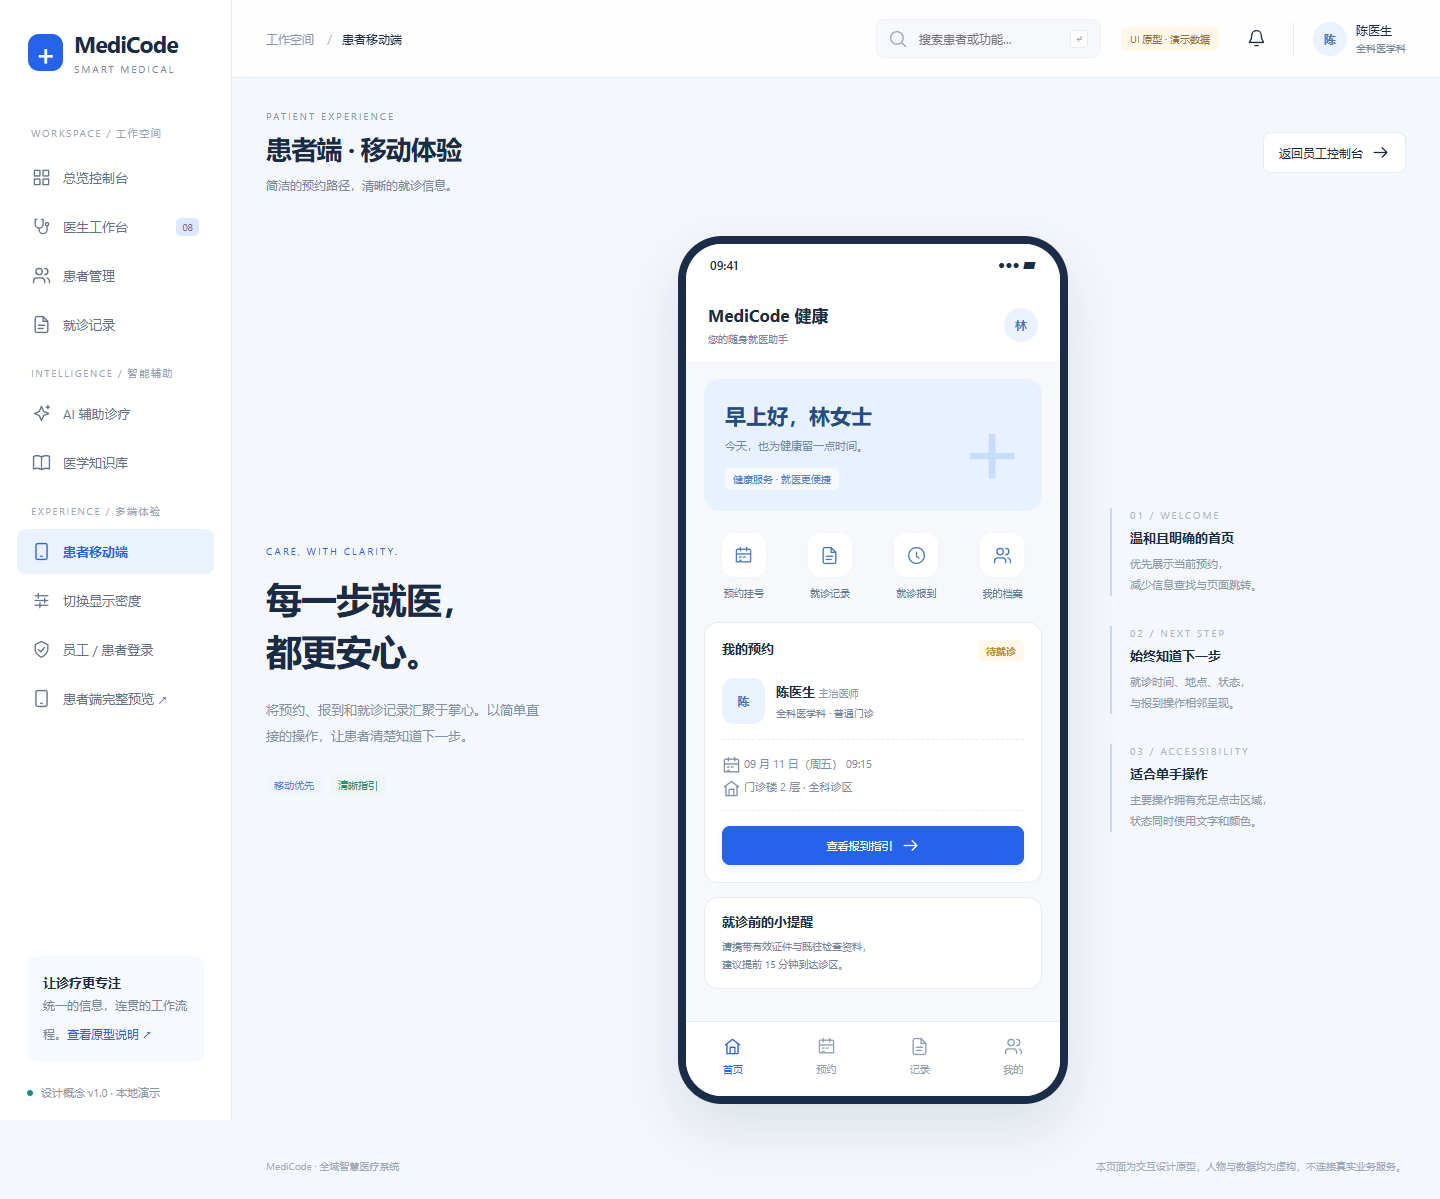 MediCode
SMART MEDICAL
WORKSPACE / 工作空间
总览控制台
医生工作台
08
患者管理
就诊记录
INTELLIGENCE / 智能辅助
AI 辅助诊疗
医学知识库
EXPERIENCE / 多端体验
患者移动端
切换显示密度
员工 / 患者登录
患者端完整预览 ↗
让诊疗更专注
统一的信息，连贯的工作流
程。查看原型说明 ↗
设计概念 v1.0 · 本地演示
工作空间 / 患者移动端
搜索患者或功能...
UI 原型 · 演示数据
陈
陈医生
全科医学科
PATIENT EXPERIENCE
患者端 · 移动体验
简洁的预约路径，清晰的就诊信息。
返回员工控制台 →
CARE, WITH CLARITY.
每一步就医，
都更安心。
将预约、报到和就诊记录汇聚于掌心。以简单直
接的操作，让患者清楚知道下一步。
移动优先
清晰指引
09:41
MediCode 健康
您的随身就医助手
林
早上好，林女士
今天，也为健康留一点时间。
健康服务 · 就医更便捷
预约挂号
就诊记录
就诊报到
我的档案
我的预约
待就诊
陈
陈医生 主治医师
全科医学科 · 普通门诊
09 月 11 日（周五） 09:15
门诊楼 2 层 · 全科诊区
查看报到指引 →
就诊前的小提醒
请携带有效证件与既往检查资料，
建议提前 15 分钟到达诊区。
首页
预约
记录
我的
01 / WELCOME
温和且明确的首页
优先展示当前预约，
减少信息查找与页面跳转。
02 / NEXT STEP
始终知道下一步
就诊时间、地点、状态，
与报到操作相邻呈现。
03 / ACCESSIBILITY
适合单手操作
主要操作拥有充足点击区域，
状态同时使用文字和颜色。
MediCode · 全域智慧医疗系统
本页面为交互设计原型，人物与数据均为虚构，不连接真实业务服务。